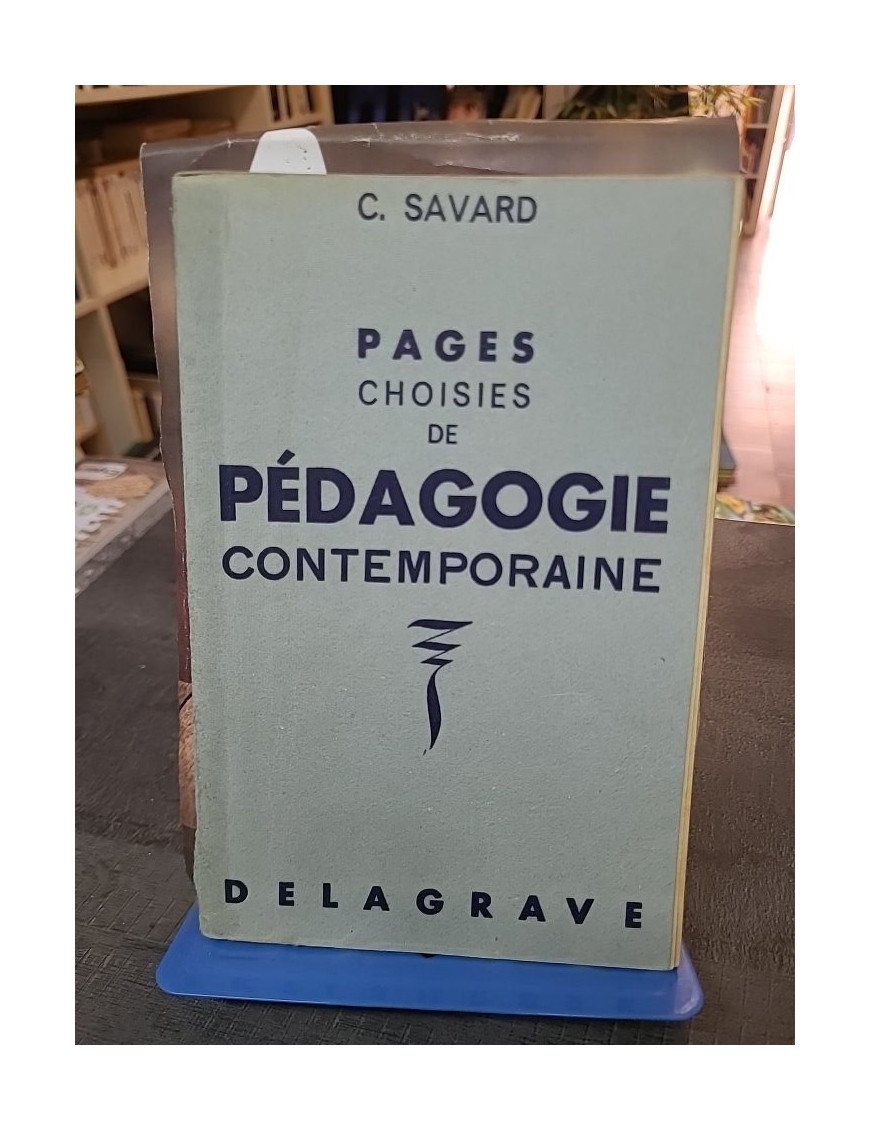 C. SAVARD
PAGES
CHOISIES
DE
PÉDAGOGIE
CONTEMPORAINE
DELAGRAVE